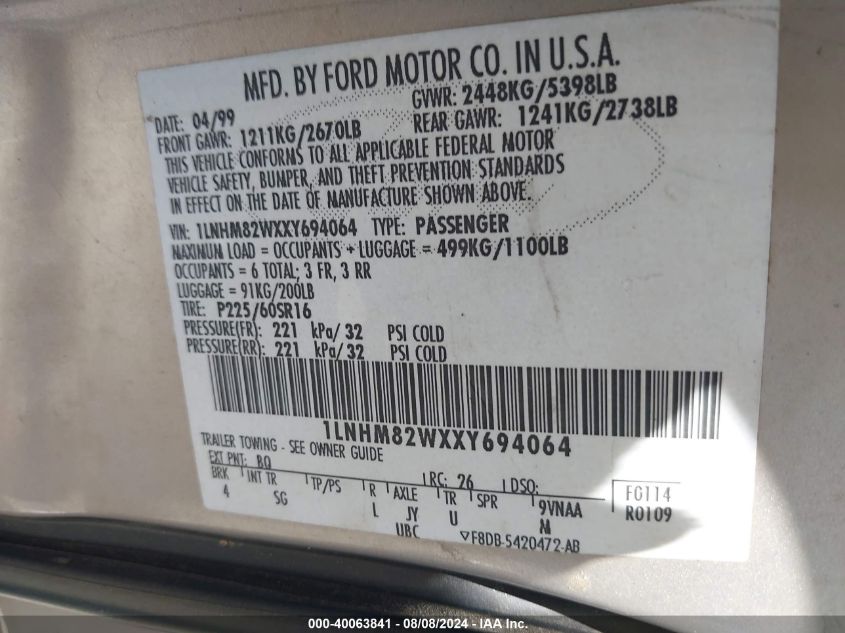 MFD. BY FORD MOTOR CO. IN U.S.A.
DATE: 04/99 GVWR: 2448KG/5398LB
FRONT GAWR: 1211KG/2670LB REAR GAWR: 1241KG/2738LB
THIS VEHICLE CONFORMS TO ALL APPLICABLE FEDERAL MOTOR
VEHICLE SAFETY, BUMPER, AND THEFT PREVENTION STANDARDS
IN EFFECT ON THE DATE OF MANUFACTURE SHOWN ABOVE.
VIN: 1LNHM82WXXY694064 TYPE: PASSENGER
MAXIMUM LOAD = OCCUPANTS + LUGGAGE = 499KG/1100LB
OCCUPANTS = 6 TOTAL; 3 FR, 3 RR
LUGGAGE = 91KG/200LB
TIRE: P225/60SR16
PRESSURE(FR): 221 kPa/32 PSI COLD
PRESSURE(RR): 221 kPa/32 PSI COLD
1LNHM82WXXY694064
TRAILER TOWING - SEE OWNER GUIDE
EXT PNT: BQ RC: 26 DSO:
BRK INT TR TP/PS R AXLE TR SPR 9VNAA FG114
4 SG L JY U M R0109
UBC ▽F8DB-5420472-AB
000-40063841 - 08/08/2024 - IAA Inc.